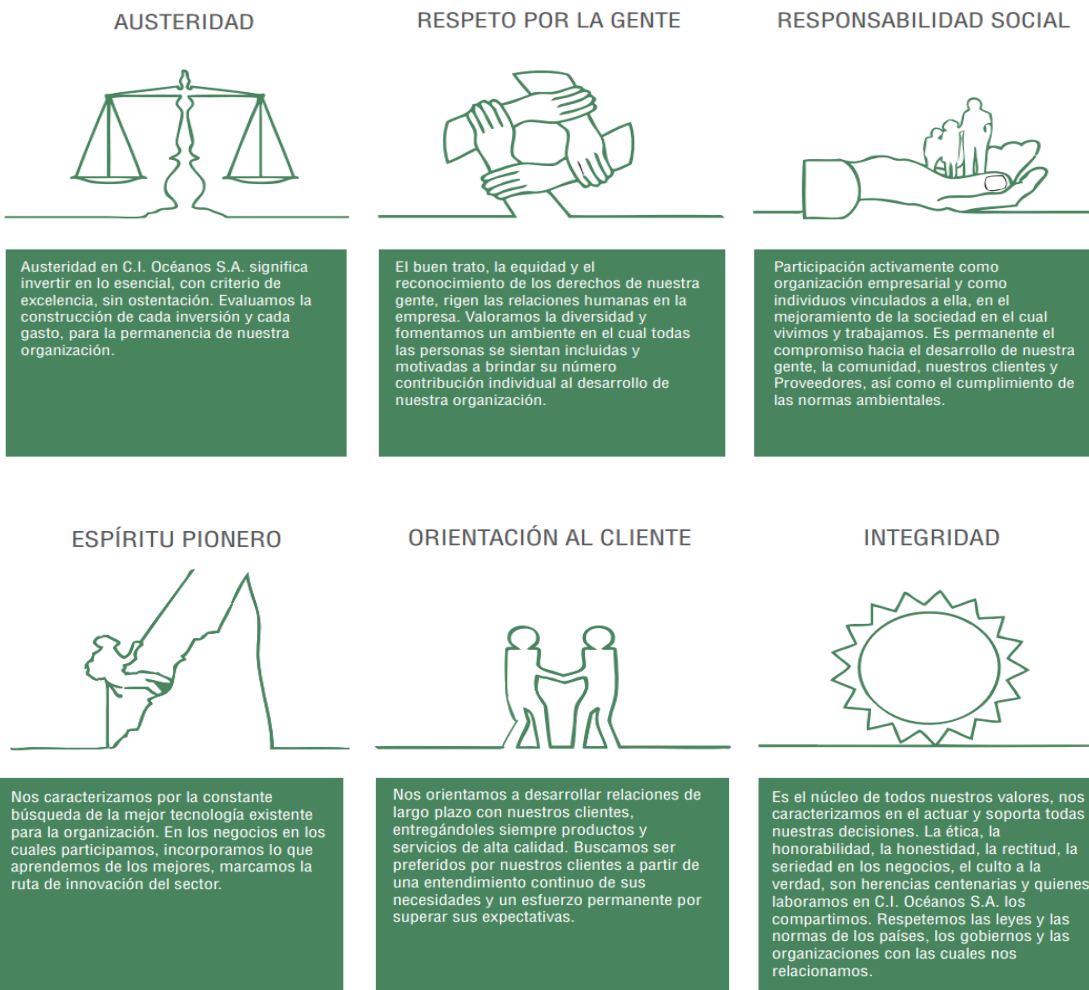 AUSTERIDAD
RESPETO POR LA GENTE
RESPONSABILIDAD SOCIAL
Austeridad en C.I. Océanos S.A. significa
invertir en lo esencial, con criterio de
excelencia, sin ostentación. Evaluamos la
construcción de cada inversión y cada
gasto, para la permanencia de nuestra
organización.
El buen trato, la equidad y el
reconocimiento de los derechos de nuestra
gente, rigen las relaciones humanas en la
empresa. Valoramos la diversidad y
fomentamos un ambiente en el cual todas
las personas se sientan incluidas y
motivadas a brindar su número
contribución individual al desarrollo de
nuestra organización.
Participación activamente como
organización empresarial y como
individuos vinculados a ella, en el
mejoramiento de la sociedad en el cual
vivimos y trabajamos. Es permanente el
compromiso hacia el desarrollo de nuestra
gente, la comunidad, nuestros clientes y
Proveedores, así como el cumplimiento de
las normas ambientales.
ESPÍRITU PIONERO
ORIENTACIÓN AL CLIENTE
INTEGRIDAD
Nos caracterizamos por la constante
búsqueda de la mejor tecnología existente
para la organización. En los negocios en los
cuales participamos, incorporamos lo que
aprendemos de los mejores, marcamos la
ruta de innovación del sector.
Nos orientamos a desarrollar relaciones de
largo plazo con nuestros clientes,
entregándoles siempre productos y
servicios de alta calidad. Buscamos ser
preferidos por nuestros clientes a partir de
una entendimiento continuo de sus
necesidades y un esfuerzo permanente por
superar sus expectativas.
Es el núcleo de todos nuestros valores, nos
caracterizamos en el actuar y soporta todas
nuestras decisiones. La ética, la
honorabilidad, la honestidad, la rectitud, la
seriedad en los negocios, el culto a la
verdad, son herencias centenarias y quienes
laboramos en C.I. Océanos S.A. los
compartimos. Respetemos las leyes y las
normas de los países, los gobiernos y las
organizaciones con las cuales nos
relacionamos.